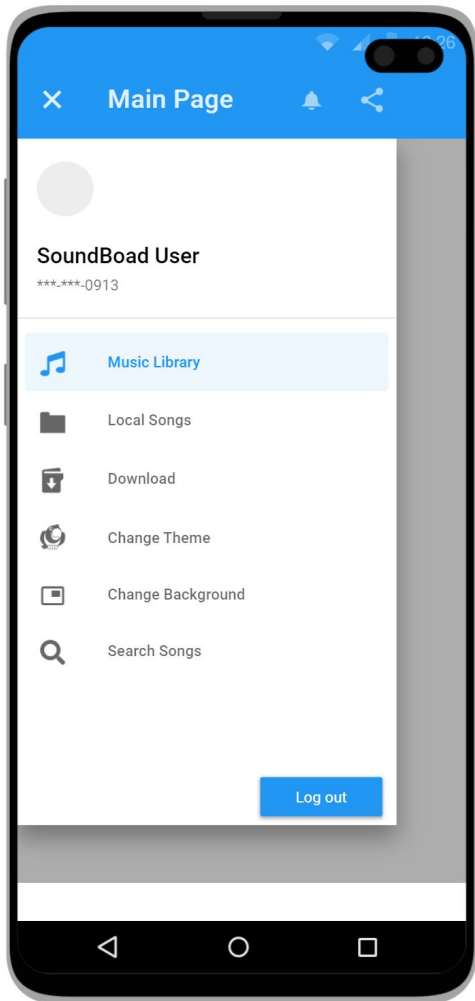 Main Page
SoundBoad User
***-***-0913
Music Library
Local Songs
Download
Change Theme
Change Background
Search Songs
Log out